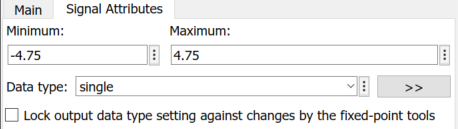 Main Signal Attributes
Minimum: Maximum:
-4.75 4.75
Data type: single >>
Lock output data type setting against changes by the fixed-point tools